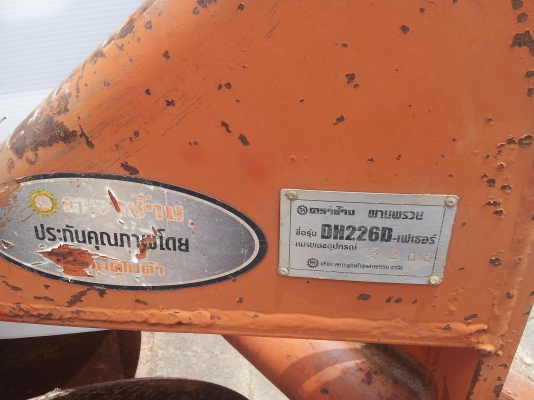 ตราช้าง
ประกันคุณภาพโดย
ตราช้าง ผานพรวน
ชื่อรุ่น DH226D-เฟเธอร์
หมายเลขอุปกรณ์ 3205